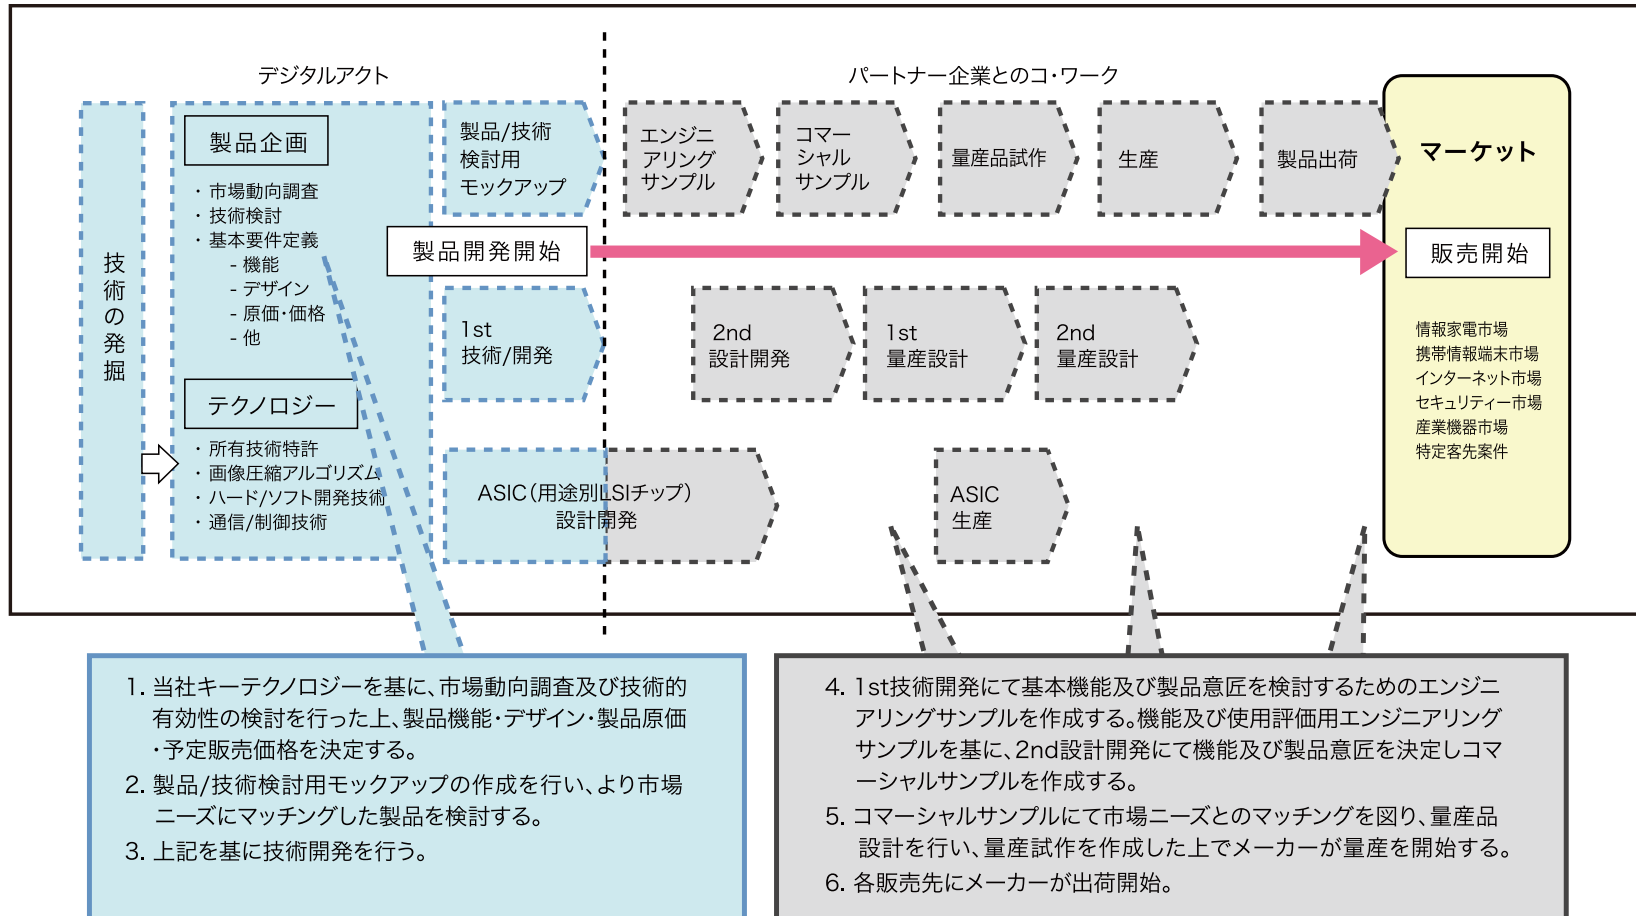 デジタルアクト
パートナー企業とのコ・ワーク
技術の発掘
製品企画
・ 市場動向調査
・ 技術検討
・ 基本要件定義
- 機能
- デザイン
- 原価・価格
- 他
テクノロジー
・ 所有技術特許
・ 画像圧縮アルゴリズム
・ ハード/ソフト開発技術
・ 通信/制御技術
製品/技術
検討用
モックアップ
エンジニ
アリング
サンプル
コマー
シャル
サンプル
量産品試作
生産
製品出荷
製品開発開始
1st
技術/開発
2nd
設計開発
1st
量産設計
2nd
量産設計
ASIC(用途別LSIチップ)
設計開発
ASIC
生産
マーケット
販売開始
情報家電市場
携帯情報端末市場
インターネット市場
セキュリティー市場
産業機器市場
特定客先案件
1. 当社キーテクノロジーを基に、市場動向調査及び技術的
有効性の検討を行った上、製品機能・デザイン・製品原価
・予定販売価格を決定する。
2. 製品/技術検討用モックアップの作成を行い、より市場
ニーズにマッチングした製品を検討する。
3. 上記を基に技術開発を行う。
4. 1st技術開発にて基本機能及び製品意匠を検討するためのエンジニ
アリングサンプルを作成する。機能及び使用評価用エンジニアリング
サンプルを基に、2nd設計開発にて機能及び製品意匠を決定しコマ
ーシャルサンプルを作成する。
5. コマーシャルサンプルにて市場ニーズとのマッチングを図り、量産品
設計を行い、量産試作を作成した上でメーカーが量産を開始する。
6. 各販売先にメーカーが出荷開始。